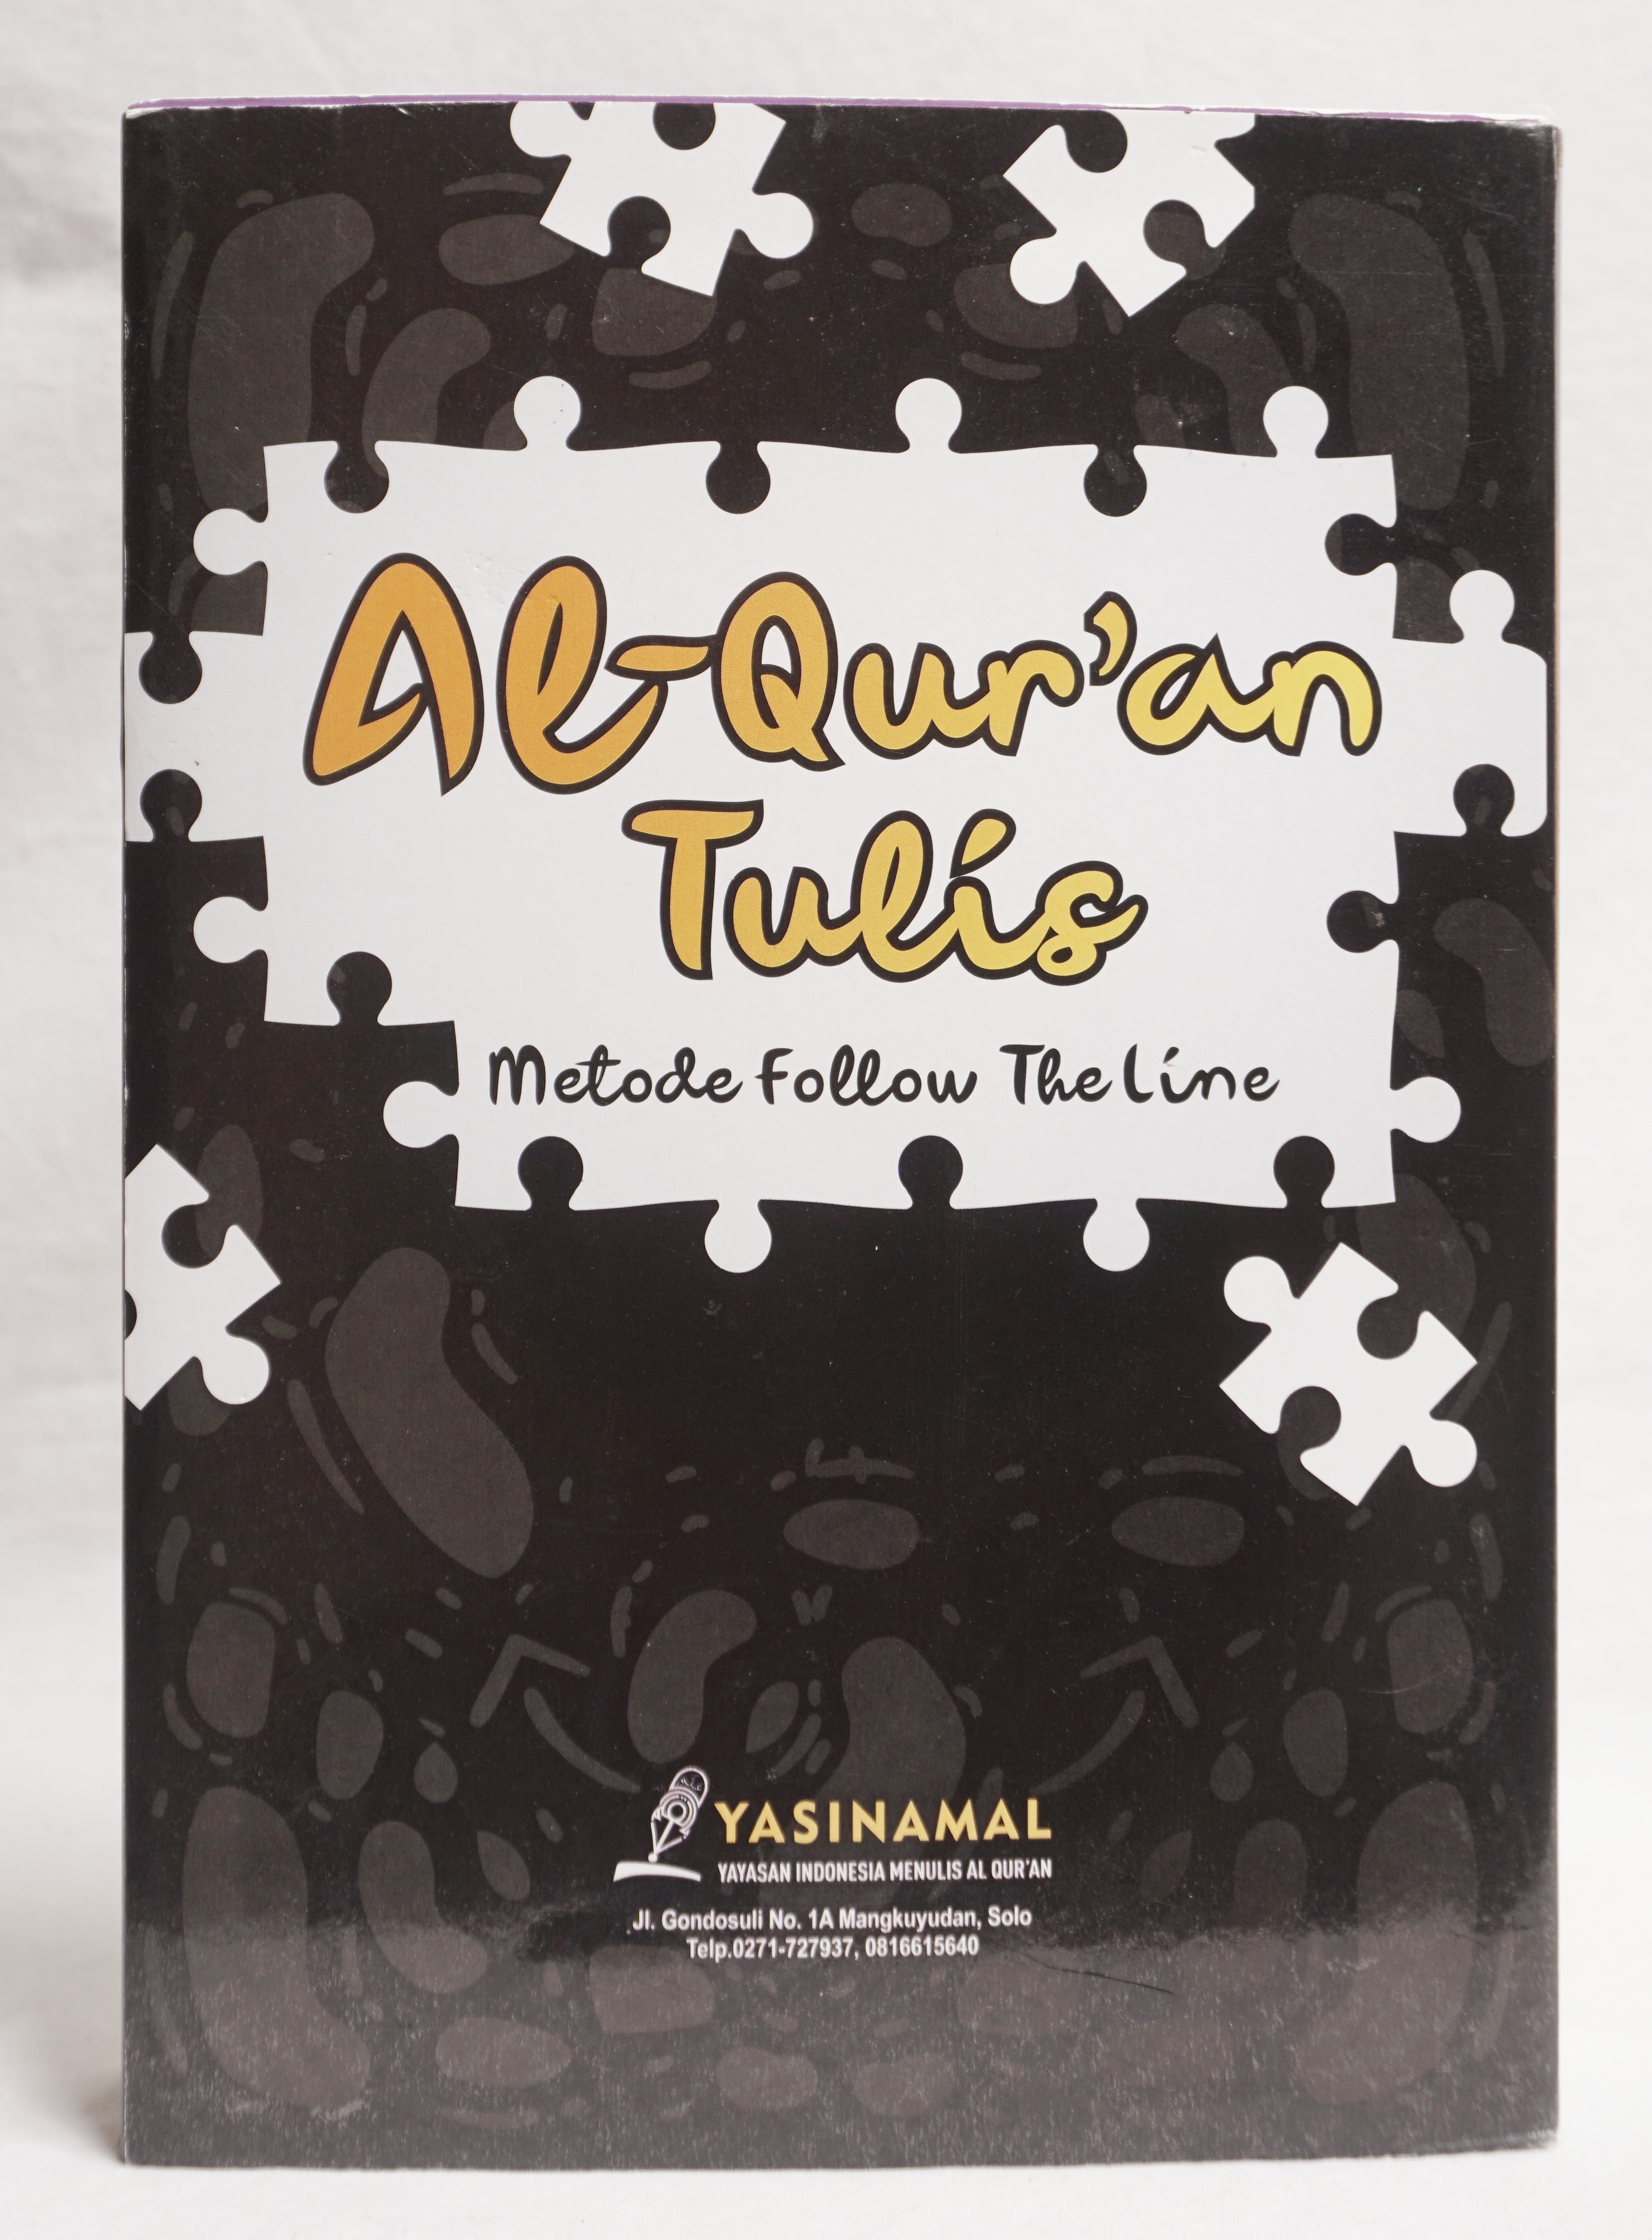 Al-Qur'an
Tulis
Metode Follow The Line
YASINAMAL
YAYASAN INDONESIA MENULIS AL QUR'AN
Jl. Gondosuli No. 1A Mangkuyudan, Solo
Telp.0271-727937, 0816615640